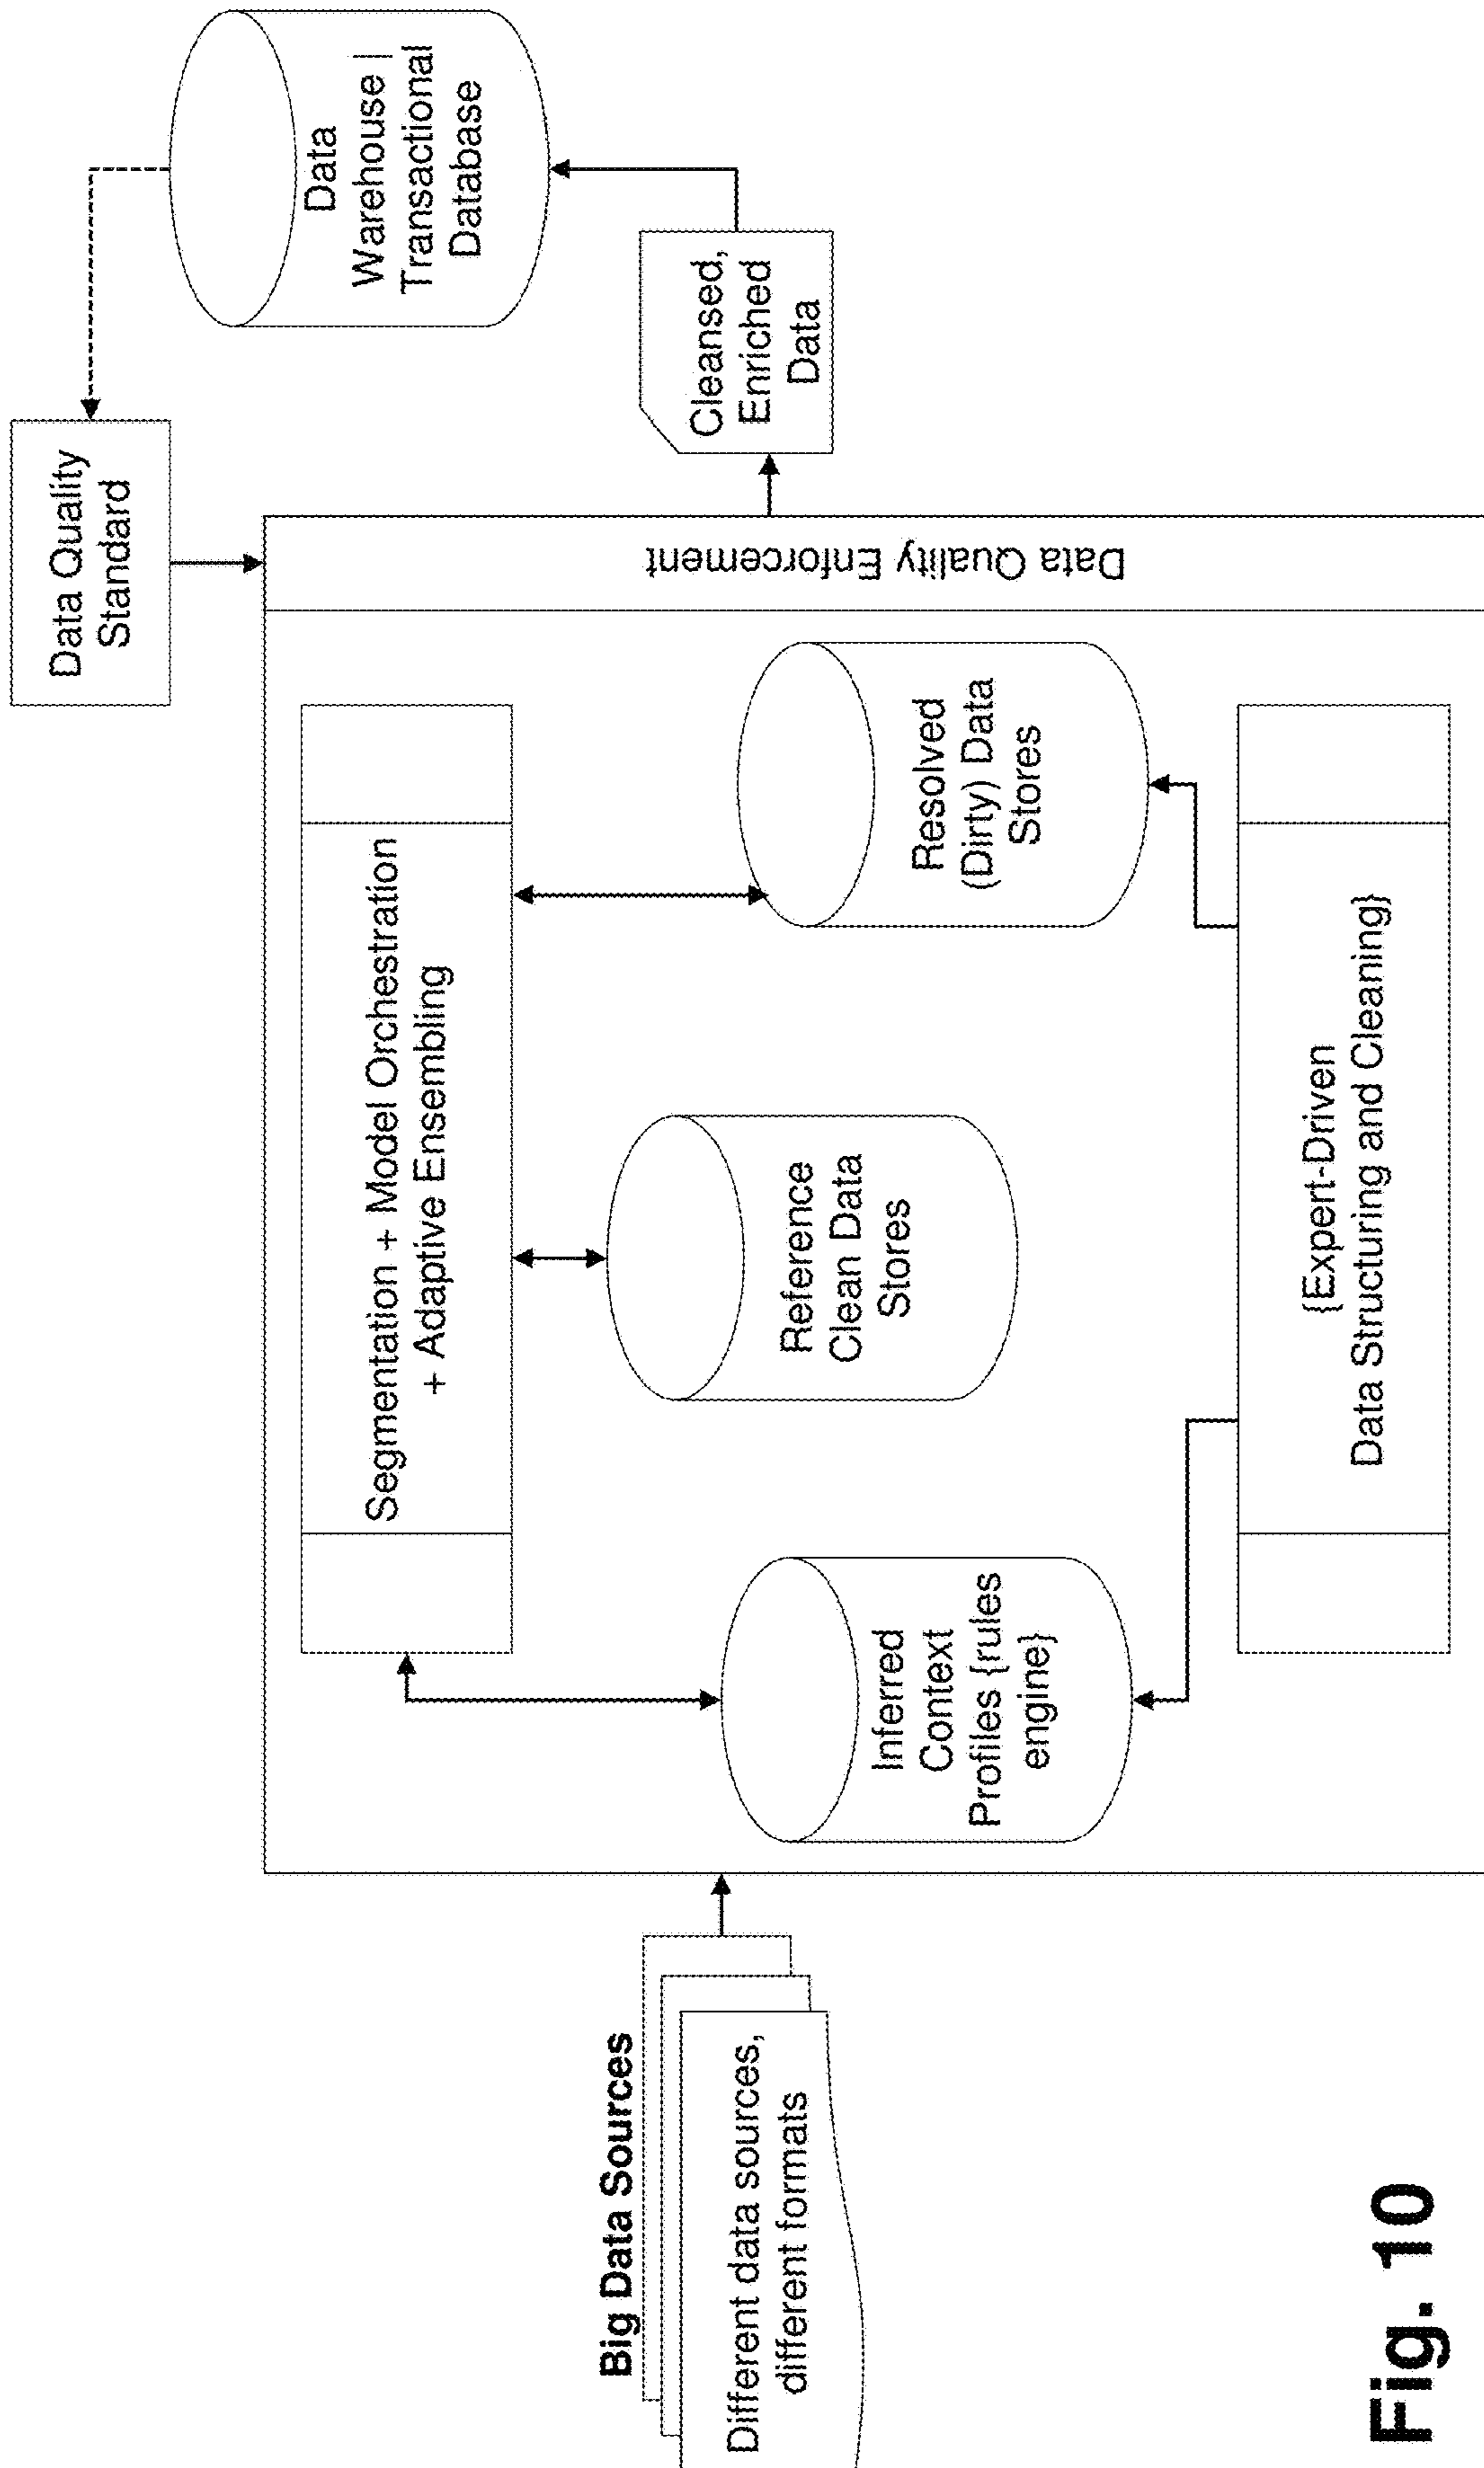 Data Quality
Standard
Data
Warehouse |
Transactional
Database
Segmentation + Model Orchestration
+ Adaptive Ensembling
Big Data Sources
Different data sources,
different formats
Inferred
Context
Profiles {rules
engine}
Reference
Clean Data
Stores
Resolved
(Dirty) Data
Stores
Data Quality Enforcement
Cleansed,
Enriched
Data
{Expert-Driven
Data Structuring and Cleaning}
Fig. 10